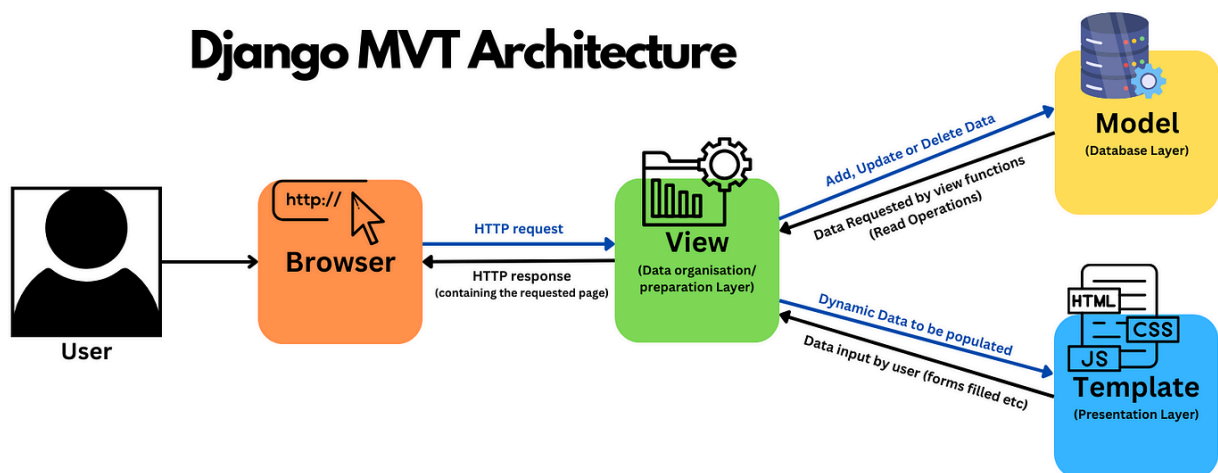 Django MVT Architecture
User
http://
Browser
HTTP request
HTTP response
(containing the requested page)
View
(Data organisation/
preparation Layer)
Add, Update or Delete Data
Data Requested by view functions
(Read Operations)
Model
(Database Layer)
Dynamic Data to be populated
Data input by user (forms filled etc)
HTML
CSS
JS
Template
(Presentation Layer)